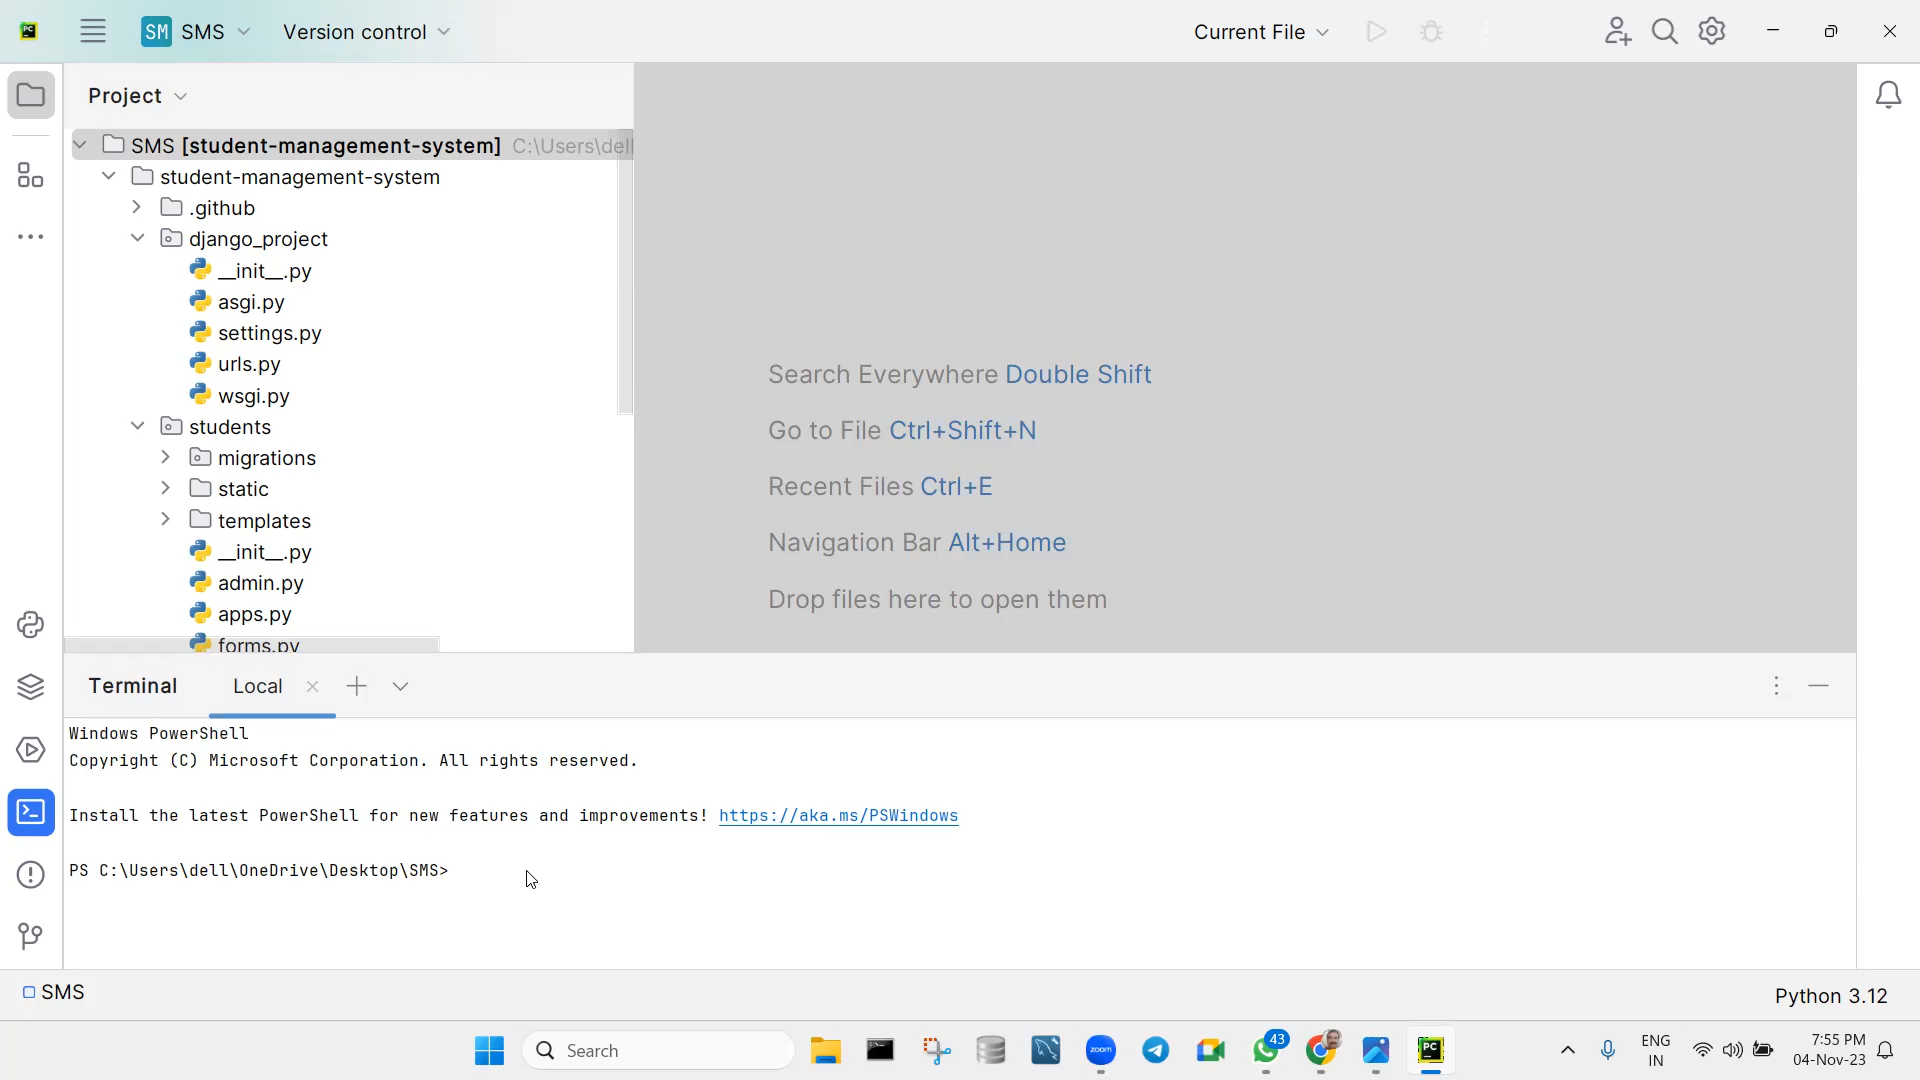 PC
SM SMS
Version control
Current File
Project
SMS [student-management-system] C:\Users\dell
student-management-system
.github
django_project
__init__.py
asgi.py
settings.py
urls.py
wsgi.py
students
migrations
static
templates
__init__.py
admin.py
apps.py
forms.py
Search Everywhere Double Shift
Go to File Ctrl+Shift+N
Recent Files Ctrl+E
Navigation Bar Alt+Home
Drop files here to open them
Terminal
Local
Windows PowerShell
Copyright (C) Microsoft Corporation. All rights reserved.
Install the latest PowerShell for new features and improvements! https://aka.ms/PSWindows
PS C:\Users\dell\OneDrive\Desktop\SMS>
SMS
Python 3.12
Search
zoom
43
PC
ENG
IN
7:55 PM
04-Nov-23